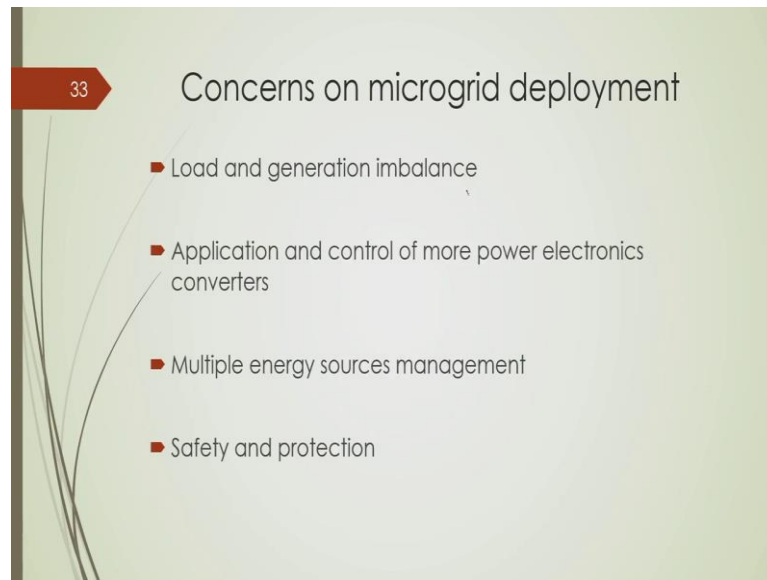 33
Concerns on microgrid deployment
Load and generation imbalance
Application and control of more power electronics
converters
Multiple energy sources management
Safety and protection